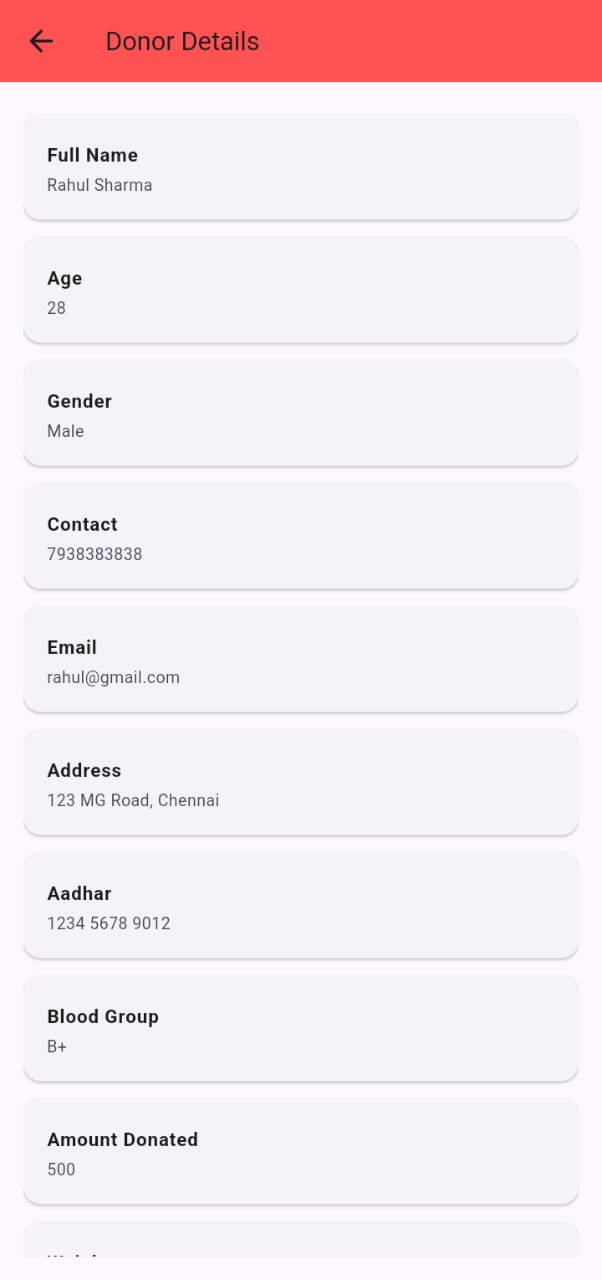 Donor Details
Full Name
Rahul Sharma
Age
28
Gender
Male
Contact
7938383838
Email
rahul@gmail.com
Address
123 MG Road, Chennai
Aadhar
1234 5678 9012
Blood Group
B+
Amount Donated
500